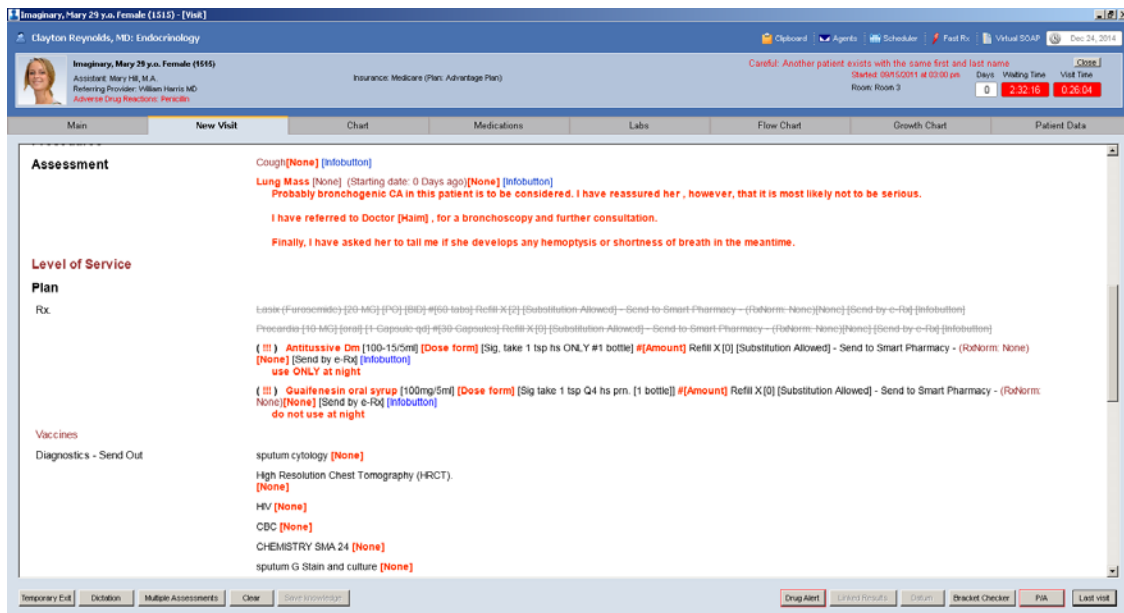 Imaginary, Mary 29 y.o. Female (1515) - [Visit]
Clayton Reynolds, MD: Endocrinology
Clipboard Agents Scheduler Fast Rx Virtual SOAP Dec 24, 2014
Imaginary, Mary 29 y.o. Female (1515)
Assistant: Mary Hill, M.A.
Referring Provider: William Harris MD
Adverse Drug Reactions: Penicillin
Insurance: Medicare (Plan: Advantage Plan)
Careful: Another patient exists with the same first and last name
Close
Started: 09/15/2011 at 03:00 pm Days Waiting Time Visit Time
Room: Room 3 0 2:32:16 0:26:04
Main New Visit Chart Medications Labs Flow Chart Growth Chart Patient Data
Procedures
Assessment
Cough[None] [Infobutton]
Lung Mass [None] (Starting date: 0 Days ago)[None] [Infobutton]
Probably bronchogenic CA in this patient is to be considered. I have reassured her , however, that it is most likely not to be serious.
I have referred to Doctor [Haim] , for a bronchoscopy and further consultation.
Finally, I have asked her to tall me if she develops any hemoptysis or shortness of breath in the meantime.
Level of Service
Plan
Rx.
Lasix (Furosemide) [20 MG] [PO] [BID] #[60 tabs] Refill X [2] [Substitution Allowed] - Send to Smart Pharmacy - (RxNorm: None)[None] [Send by e-Rx] [Infobutton]
Procardia [10 MG] [oral] [1 Capsule qd] #[30 Capsules] Refill X [0] [Substitution Allowed] - Send to Smart Pharmacy - (RxNorm: None)[None] [Send by e-Rx] [Infobutton]
( !!! ) Antitussive Dm [100-15/5ml] [Dose form] [Sig, take 1 tsp hs ONLY #1 bottle] #[Amount] Refill X [0] [Substitution Allowed] - Send to Smart Pharmacy - (RxNorm: None)
[None] [Send by e-Rx] [Infobutton]
use ONLY at night
( !!! ) Guaifenesin oral syrup [100mg/5ml] [Dose form] [Sig take 1 tsp Q4 hs prn. [1 bottle]] #[Amount] Refill X [0] [Substitution Allowed] - Send to Smart Pharmacy - (RxNorm:
None)[None] [Send by e-Rx] [Infobutton]
do not use at night
Vaccines
Diagnostics - Send Out
sputum cytology [None]
High Resolution Chest Tomography (HRCT).
[None]
HIV [None]
CBC [None]
CHEMISTRY SMA 24 [None]
sputum G Stain and culture [None]
Temporary Exit Dictation Multiple Assessments Clear Save Knowledge Drug Alert Linked Results Datum Bracket Checker P/A Last visit